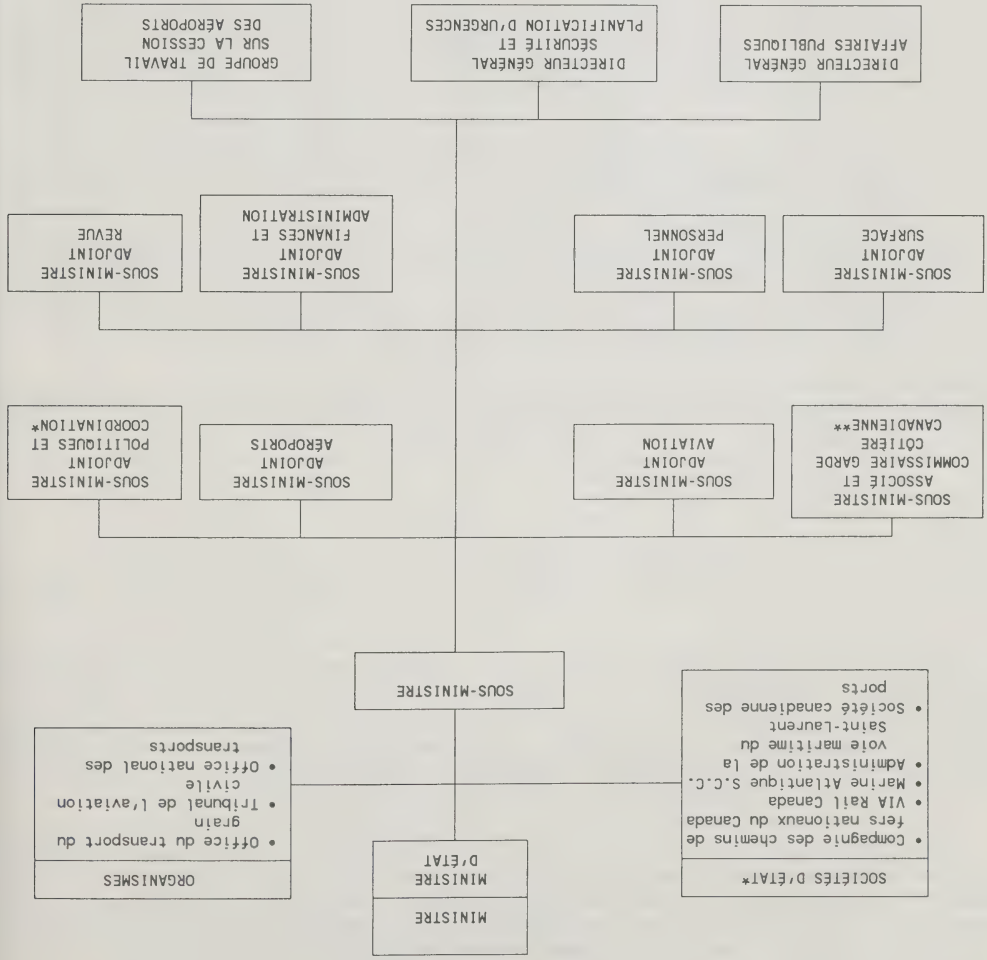 MINISTRE
MINISTRE
D'ÉTAT
SOCIÉTÉS D'ÉTAT*
• Compagnie des chemins de
fers nationaux du Canada
• VIA Rail Canada
• Marine Atlantique S.C.C.
• Administration de la
voie maritime du
Saint-Laurent
• Société canadienne des
ports
ORGANISMES
• Office du transport du
grain
• Tribunal de l'aviation
civile
• Office national des
transports
SOUS-MINISTRE
SOUS-MINISTRE
ASSOCIÉ ET
COMMISSAIRE GARDE
CÔTIÈRE
CANADIENNE**
SOUS-MINISTRE
ADJOINT
AVIATION
SOUS-MINISTRE
ADJOINT
AÉROPORTS
SOUS-MINISTRE
ADJOINT
POLITIQUES ET
COORDINATION*
SOUS-MINISTRE
ADJOINT
SURFACE
SOUS-MINISTRE
ADJOINT
PERSONNEL
SOUS-MINISTRE
ADJOINT
FINANCES ET
ADMINISTRATION
SOUS-MINISTRE
ADJOINT
REVUE
DIRECTEUR GÉNÉRAL
AFFAIRES PUBLIQUES
DIRECTEUR GÉNÉRAL
SÉCURITÉ ET
PLANIFICATION D'URGENCES
GROUPE DE TRAVAIL
SUR LA CESSION
DES AÉROPORTS